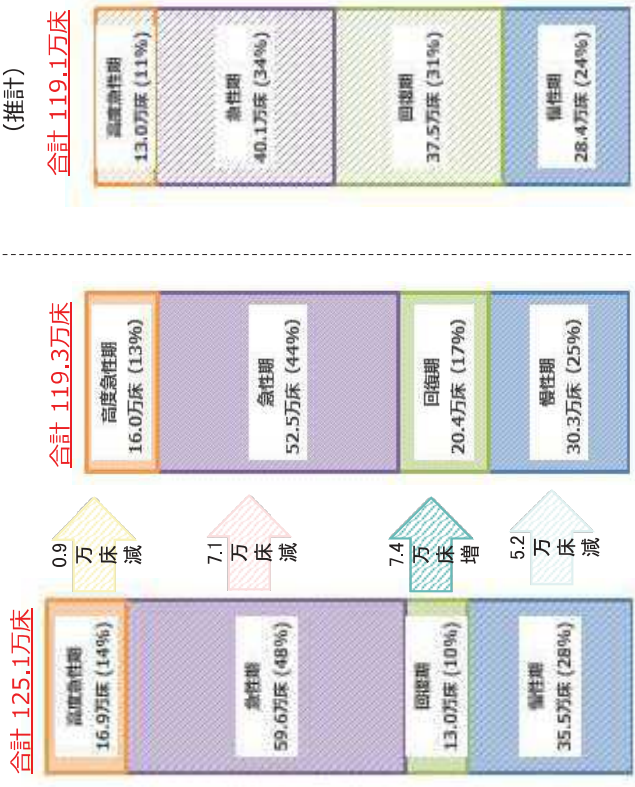 合計 125.1万床
高度急性期
16.9万床 (14%)
急性期
59.6万床 (48%)
回復期
13.0万床 (10%)
慢性期
35.5万床 (28%)
0.9
万
床
減
7.1
万
床
減
7.4
万
床
増
5.2
万
床
減
合計 119.3万床
高度急性期
16.0万床 (13%)
急性期
52.5万床 (44%)
回復期
20.4万床 (17%)
慢性期
30.3万床 (25%)
(推計)
合計 119.1万床
高度急性期
13.0万床 (11%)
急性期
40.1万床 (34%)
回復期
37.5万床 (31%)
慢性期
28.4万床 (24%)